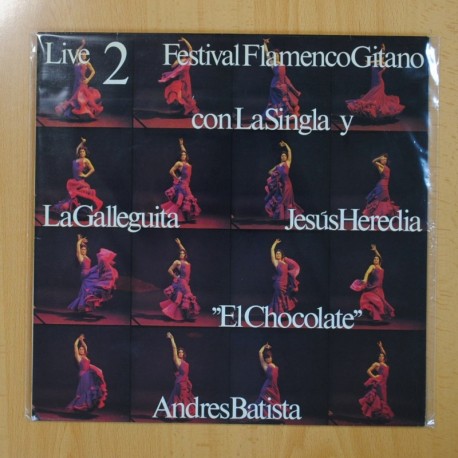 Live 2 Festival Flamenco Gitano
con La Singla y
La Galleguita Jesús Heredia
"El Chocolate"
Andres Batista